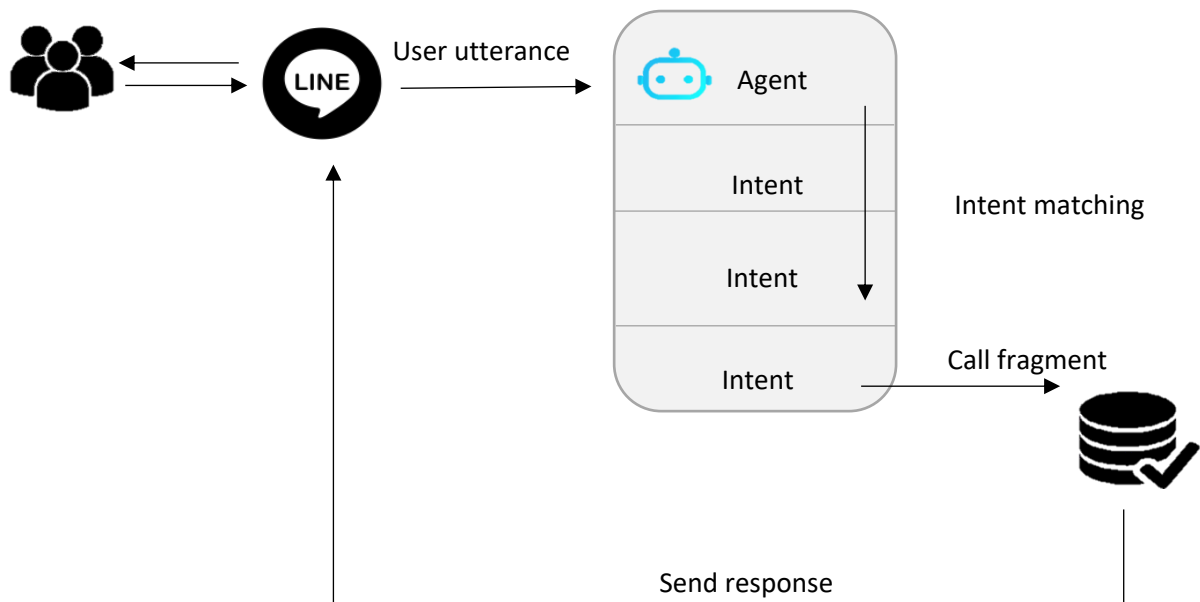 User utterance
LINE
Agent
Intent
Intent matching
Intent
Call fragment
Intent
Send response